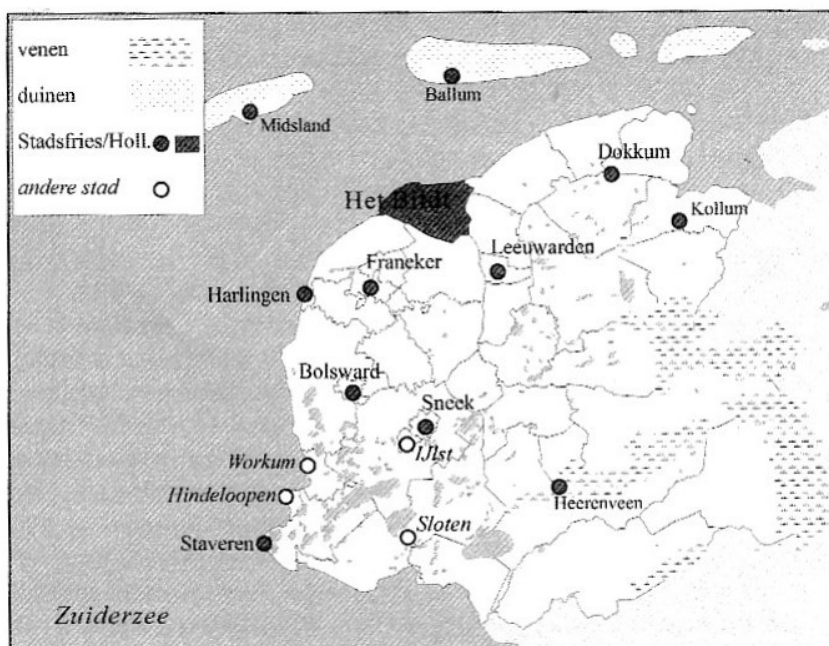 venen
duinen
Stadsfries/Holl.
andere stad
Ballum
Midsland
Dokkum
Het Bildt
Kollum
Leeuwarden
Franeker
Harlingen
Bolsward
Sneek
IJlst
Workum
Hindeloopen
Heerenveen
Sloten
Staveren
Zuiderzee